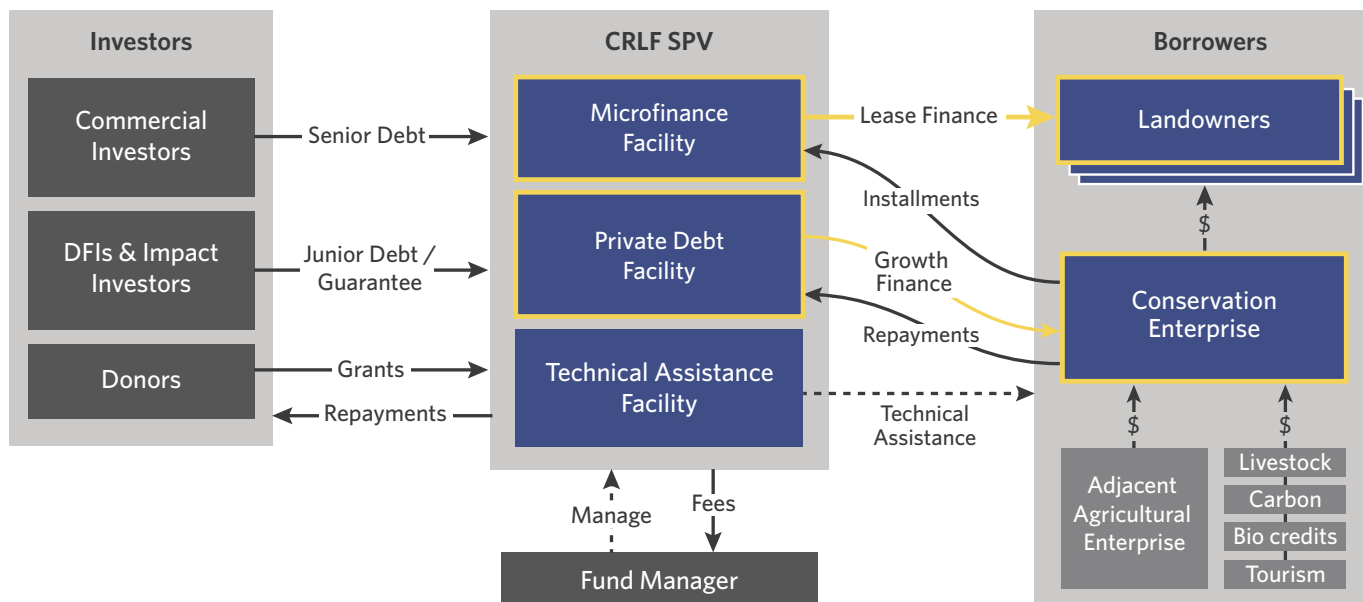 Investors
Commercial
Investors
DFIs & Impact
Investors
Donors
Senior Debt
Junior Debt /
Guarantee
Grants
Repayments
CRLF SPV
Microfinance
Facility
Private Debt
Facility
Technical Assistance
Facility
Manage
Fees
Fund Manager
Lease Finance
Installments
Growth
Finance
Repayments
Technical
Assistance
Borrowers
Landowners
$
Conservation
Enterprise
$
$
Adjacent
Agricultural
Enterprise
Livestock
Carbon
Bio credits
Tourism